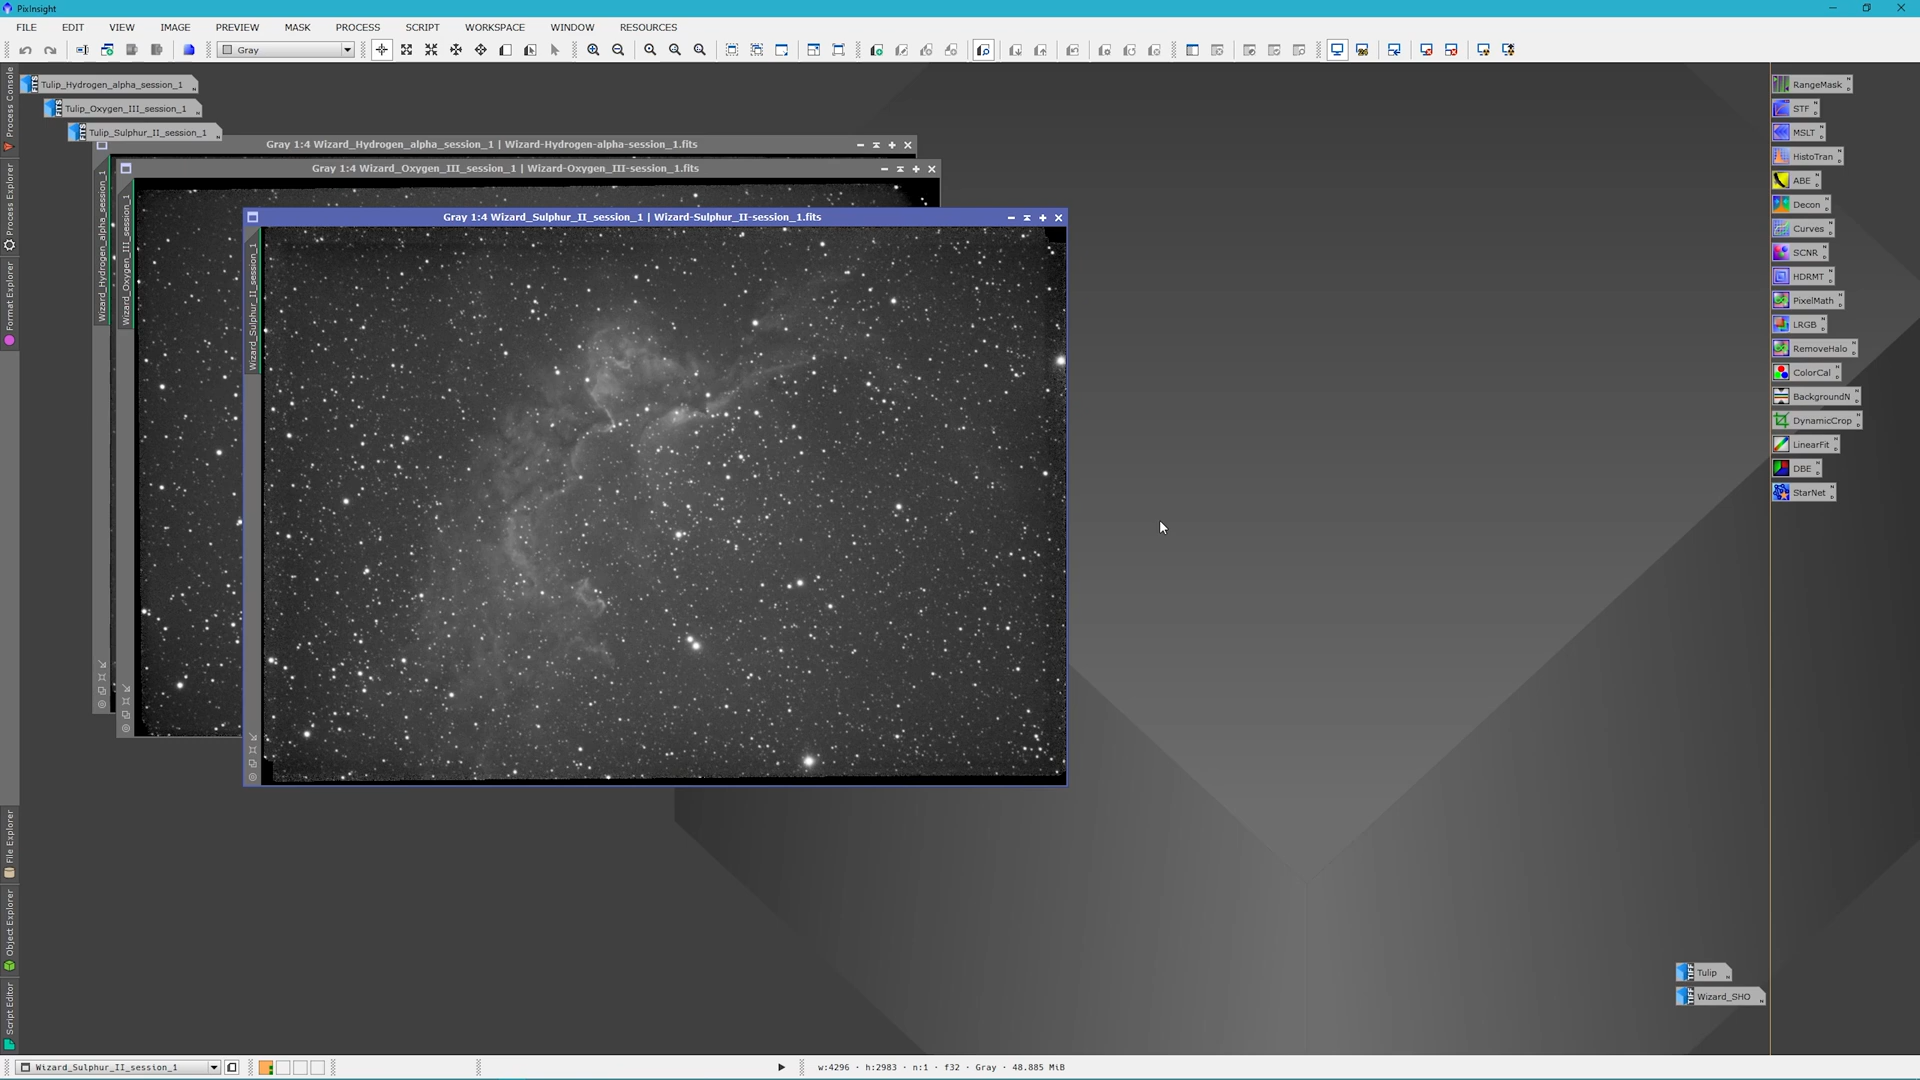 PixInsight
FILE EDIT VIEW IMAGE PREVIEW MASK PROCESS SCRIPT WORKSPACE WINDOW RESOURCES
Gray
Process Console
Process Explorer
Format Explorer
File Explorer
Object Explorer
Script Editor
Tulip_Hydrogen_alpha_session_1
Tulip_Oxygen_III_session_1
Tulip_Sulphur_II_session_1
Gray 1:4 Wizard_Hydrogen_alpha_session_1 | Wizard-Hydrogen-alpha-session_1.fits
Wizard_Hydrogen_alpha_session_1
Gray 1:4 Wizard_Oxygen_III_session_1 | Wizard-Oxygen_III-session_1.fits
Wizard_Oxygen_III_session_1
Gray 1:4 Wizard_Sulphur_II_session_1 | Wizard-Sulphur_II-session_1.fits
Wizard_Sulphur_II_session_1
RangeMask
STF
MSLT
HistoTran
ABE
Decon
Curves
SCNR
HDRMT
PixelMath
LRGB
RemoveHalo
ColorCal
BackgroundN
DynamicCrop
LinearFit
DBE
StarNet
Tulip
Wizard_SHO
Wizard_Sulphur_II_session_1
w:4296 · h:2983 · n:1 · f32 · Gray · 48.885 MiB